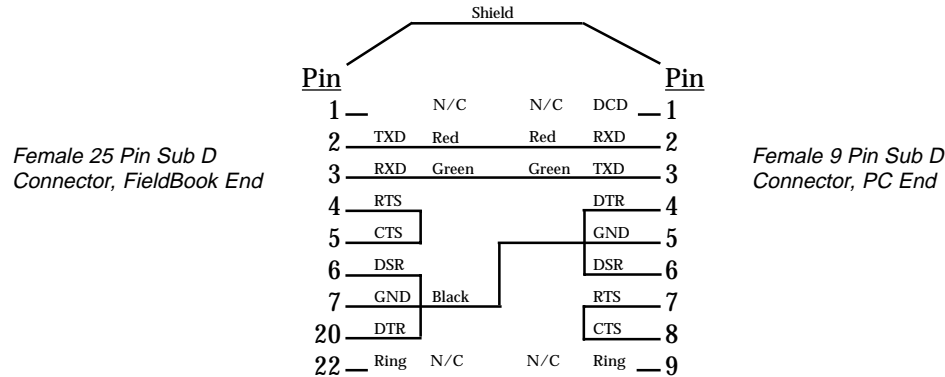 Shield
Pin Pin
1 N/C N/C DCD 1
2 TXD Red Red RXD 2
Female 25 Pin Sub D
Connector, FieldBook End
Female 9 Pin Sub D
Connector, PC End
3 RXD Green Green TXD 3
4 RTS DTR 4
5 CTS GND 5
6 DSR DSR 6
7 GND Black RTS 7
20 DTR CTS 8
22 Ring N/C N/C Ring 9